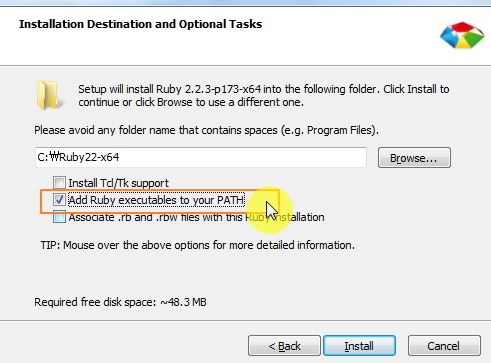 Installation Destination and Optional Tasks
Setup will install Ruby 2.2.3-p173-x64 into the following folder. Click Install to
continue or click Browse to use a different one.
Please avoid any folder name that contains spaces (e.g. Program Files).
C:₩Ruby22-x64
Browse...
Install Tcl/Tk support
Add Ruby executables to your PATH
Associate .rb and .rbw files with this Ruby installation
TIP: Mouse over the above options for more detailed information.
Required free disk space: ~48.3 MB
< Back
Install
Cancel